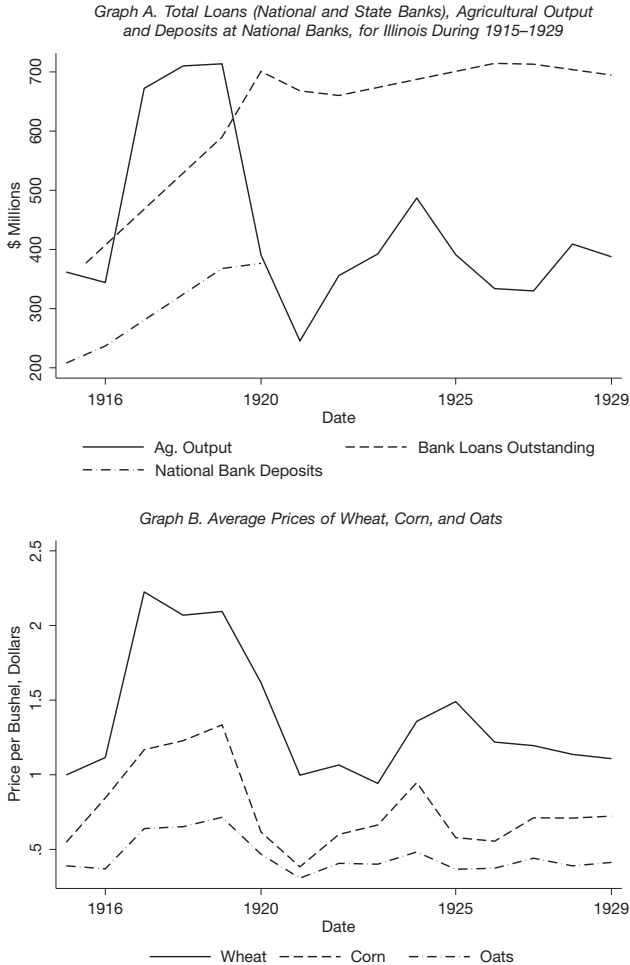 Graph A. Total Loans (National and State Banks), Agricultural Output
and Deposits at National Banks, for Illinois During 1915–1929
$ Millions
700
600
500
400
300
200
1916 1920 1925 1929
Date
Ag. Output Bank Loans Outstanding
National Bank Deposits
Graph B. Average Prices of Wheat, Corn, and Oats
Price per Bushel, Dollars
2.5
2
1.5
1
.5
1916 1920 1925 1929
Date
Wheat Corn Oats